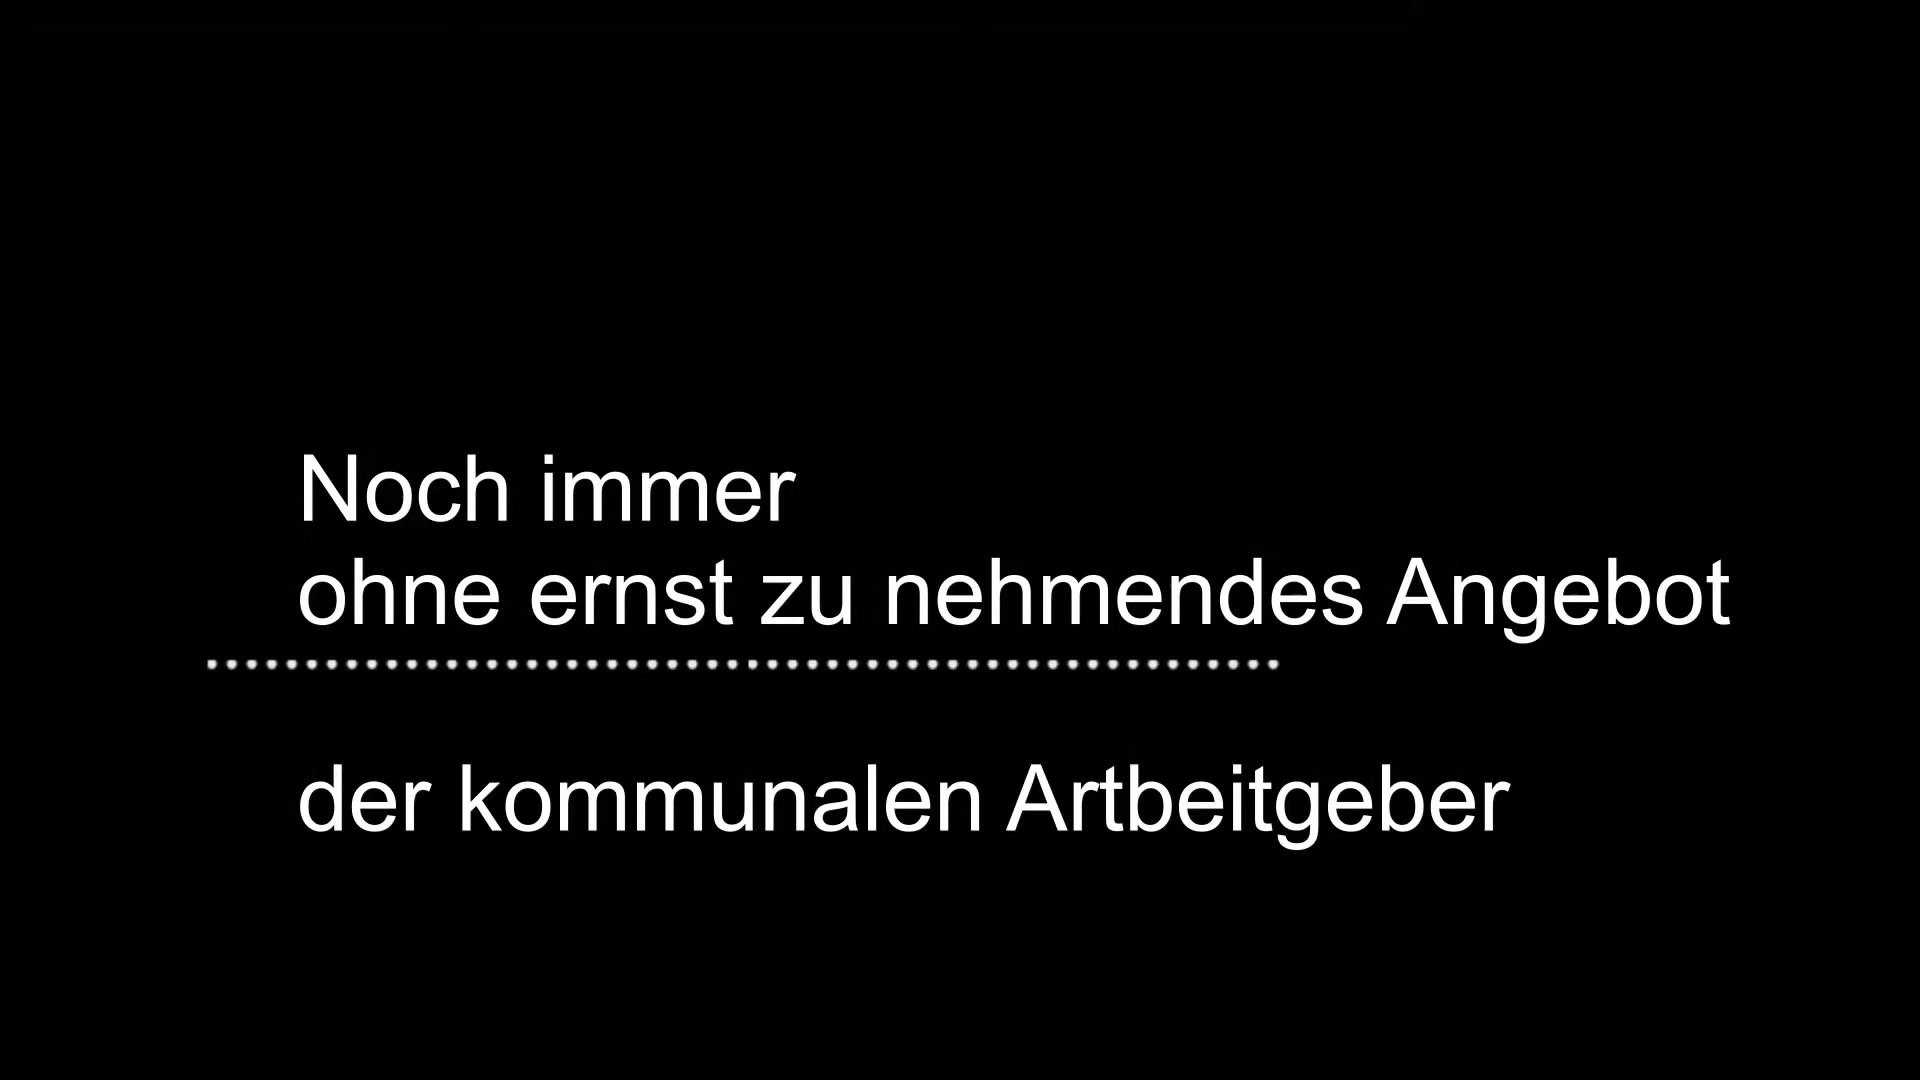 Noch immer
ohne ernst zu nehmendes Angebot
der kommunalen Artbeitgeber